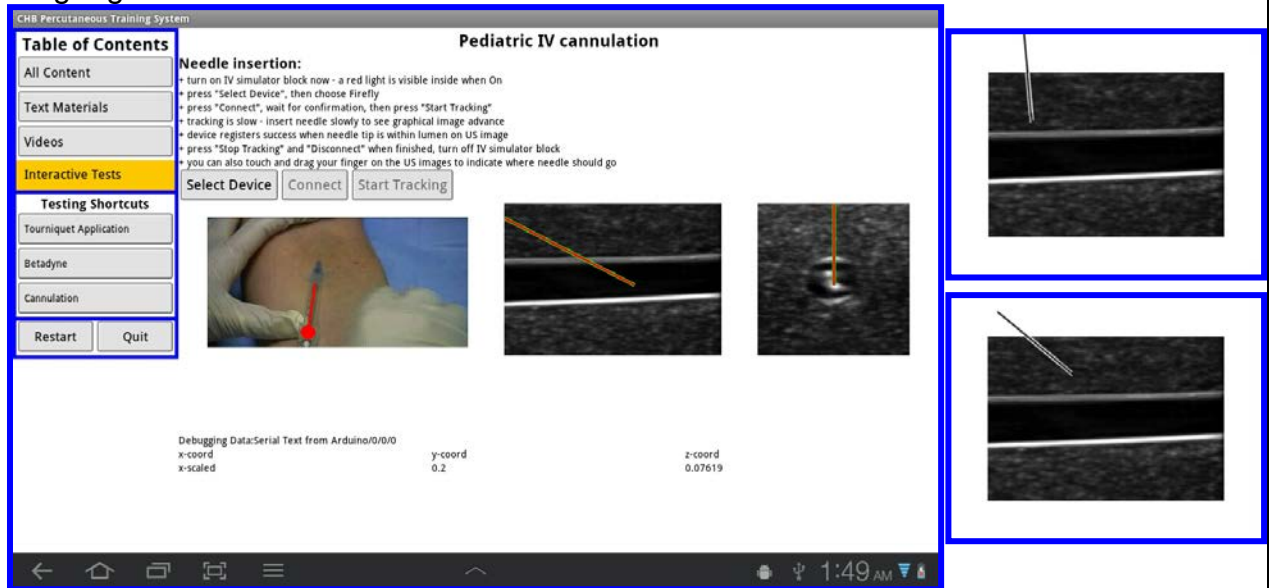 CHB Percutaneous Training System
Table of Contents
All Content
Text Materials
Videos
Interactive Tests
Testing Shortcuts
Tourniquet Application
Betadyne
Cannulation
Restart
Quit
Pediatric IV cannulation
Needle insertion:
+ turn on IV simulator block now - a red light is visible inside when On
+ press "Select Device", then choose Firefly
+ press "Connect", wait for confirmation, then press "Start Tracking"
+ tracking is slow - insert needle slowly to see graphical image advance
+ device registers success when needle tip is within lumen on US image
+ press "Stop Tracking" and "Disconnect" when finished, turn off IV simulator block
+ you can also touch and drag your finger on the US images to indicate where needle should go
Select Device Connect Start Tracking
Debugging Data:Serial Text from Arduino/0/0/0
x-coord y-coord z-coord
x-scaled 0.2 0.07619
1:49 AM